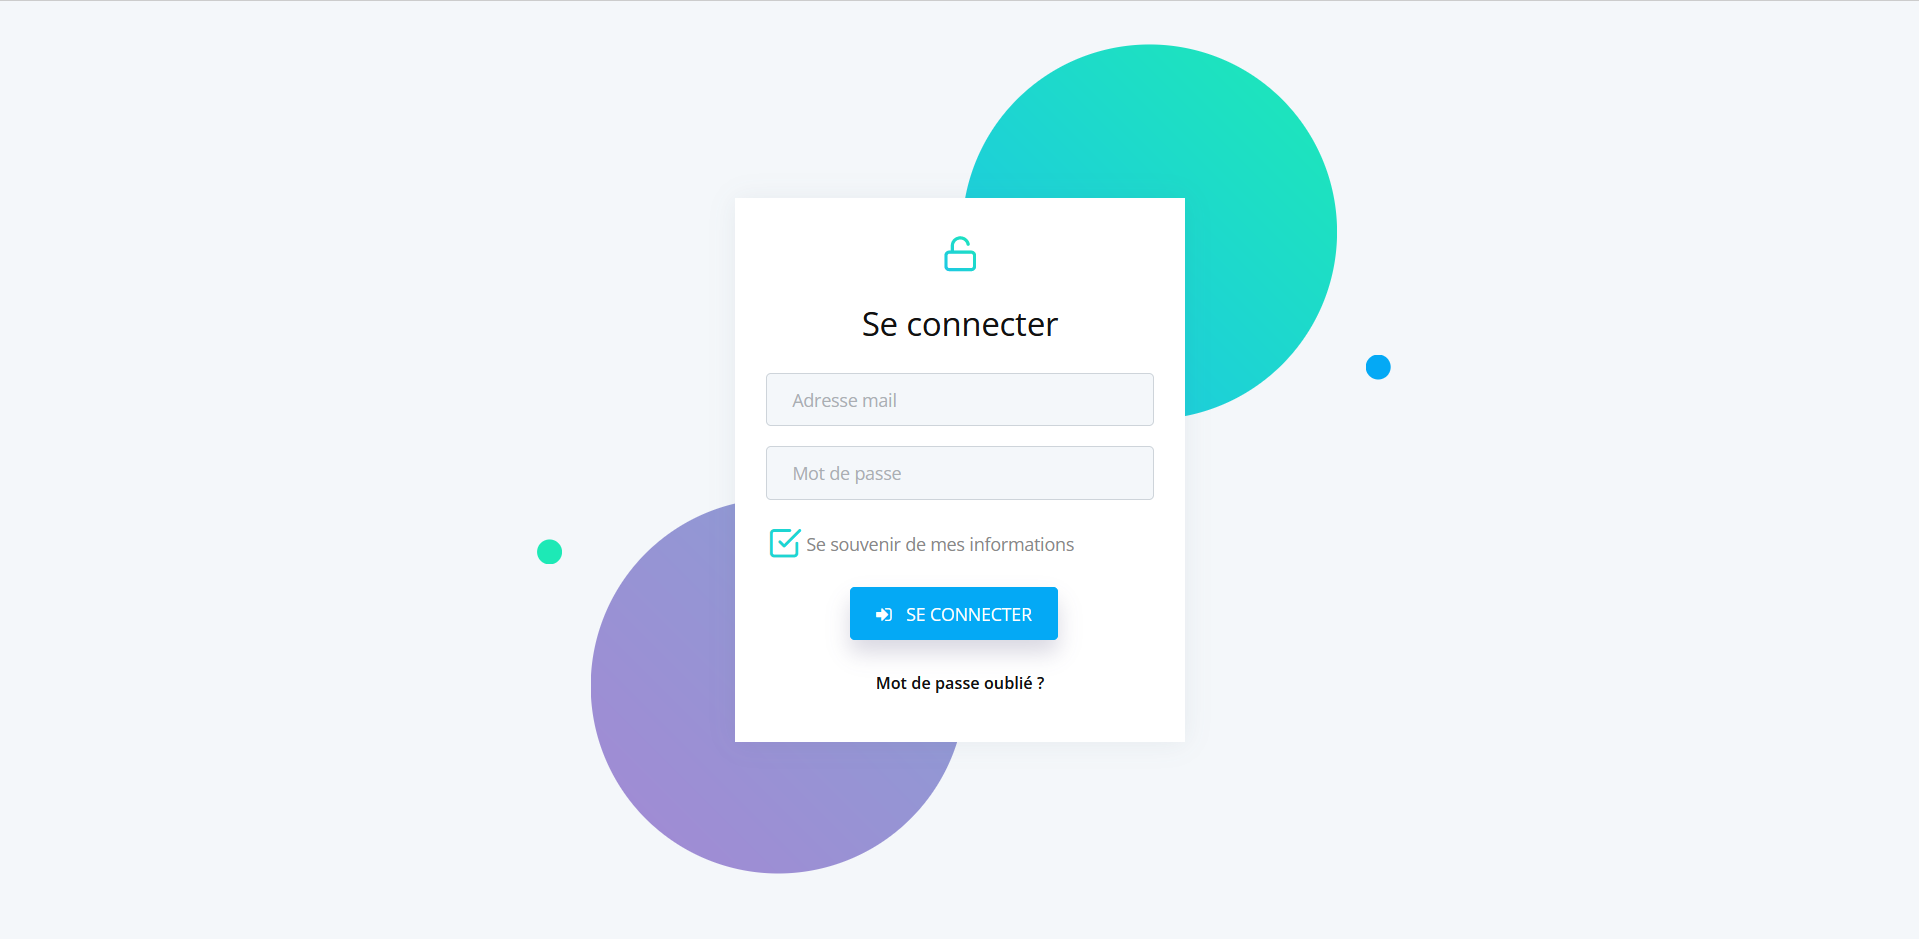 Se connecter
Adresse mail
Mot de passe
Se souvenir de mes informations
SE CONNECTER
Mot de passe oublié ?